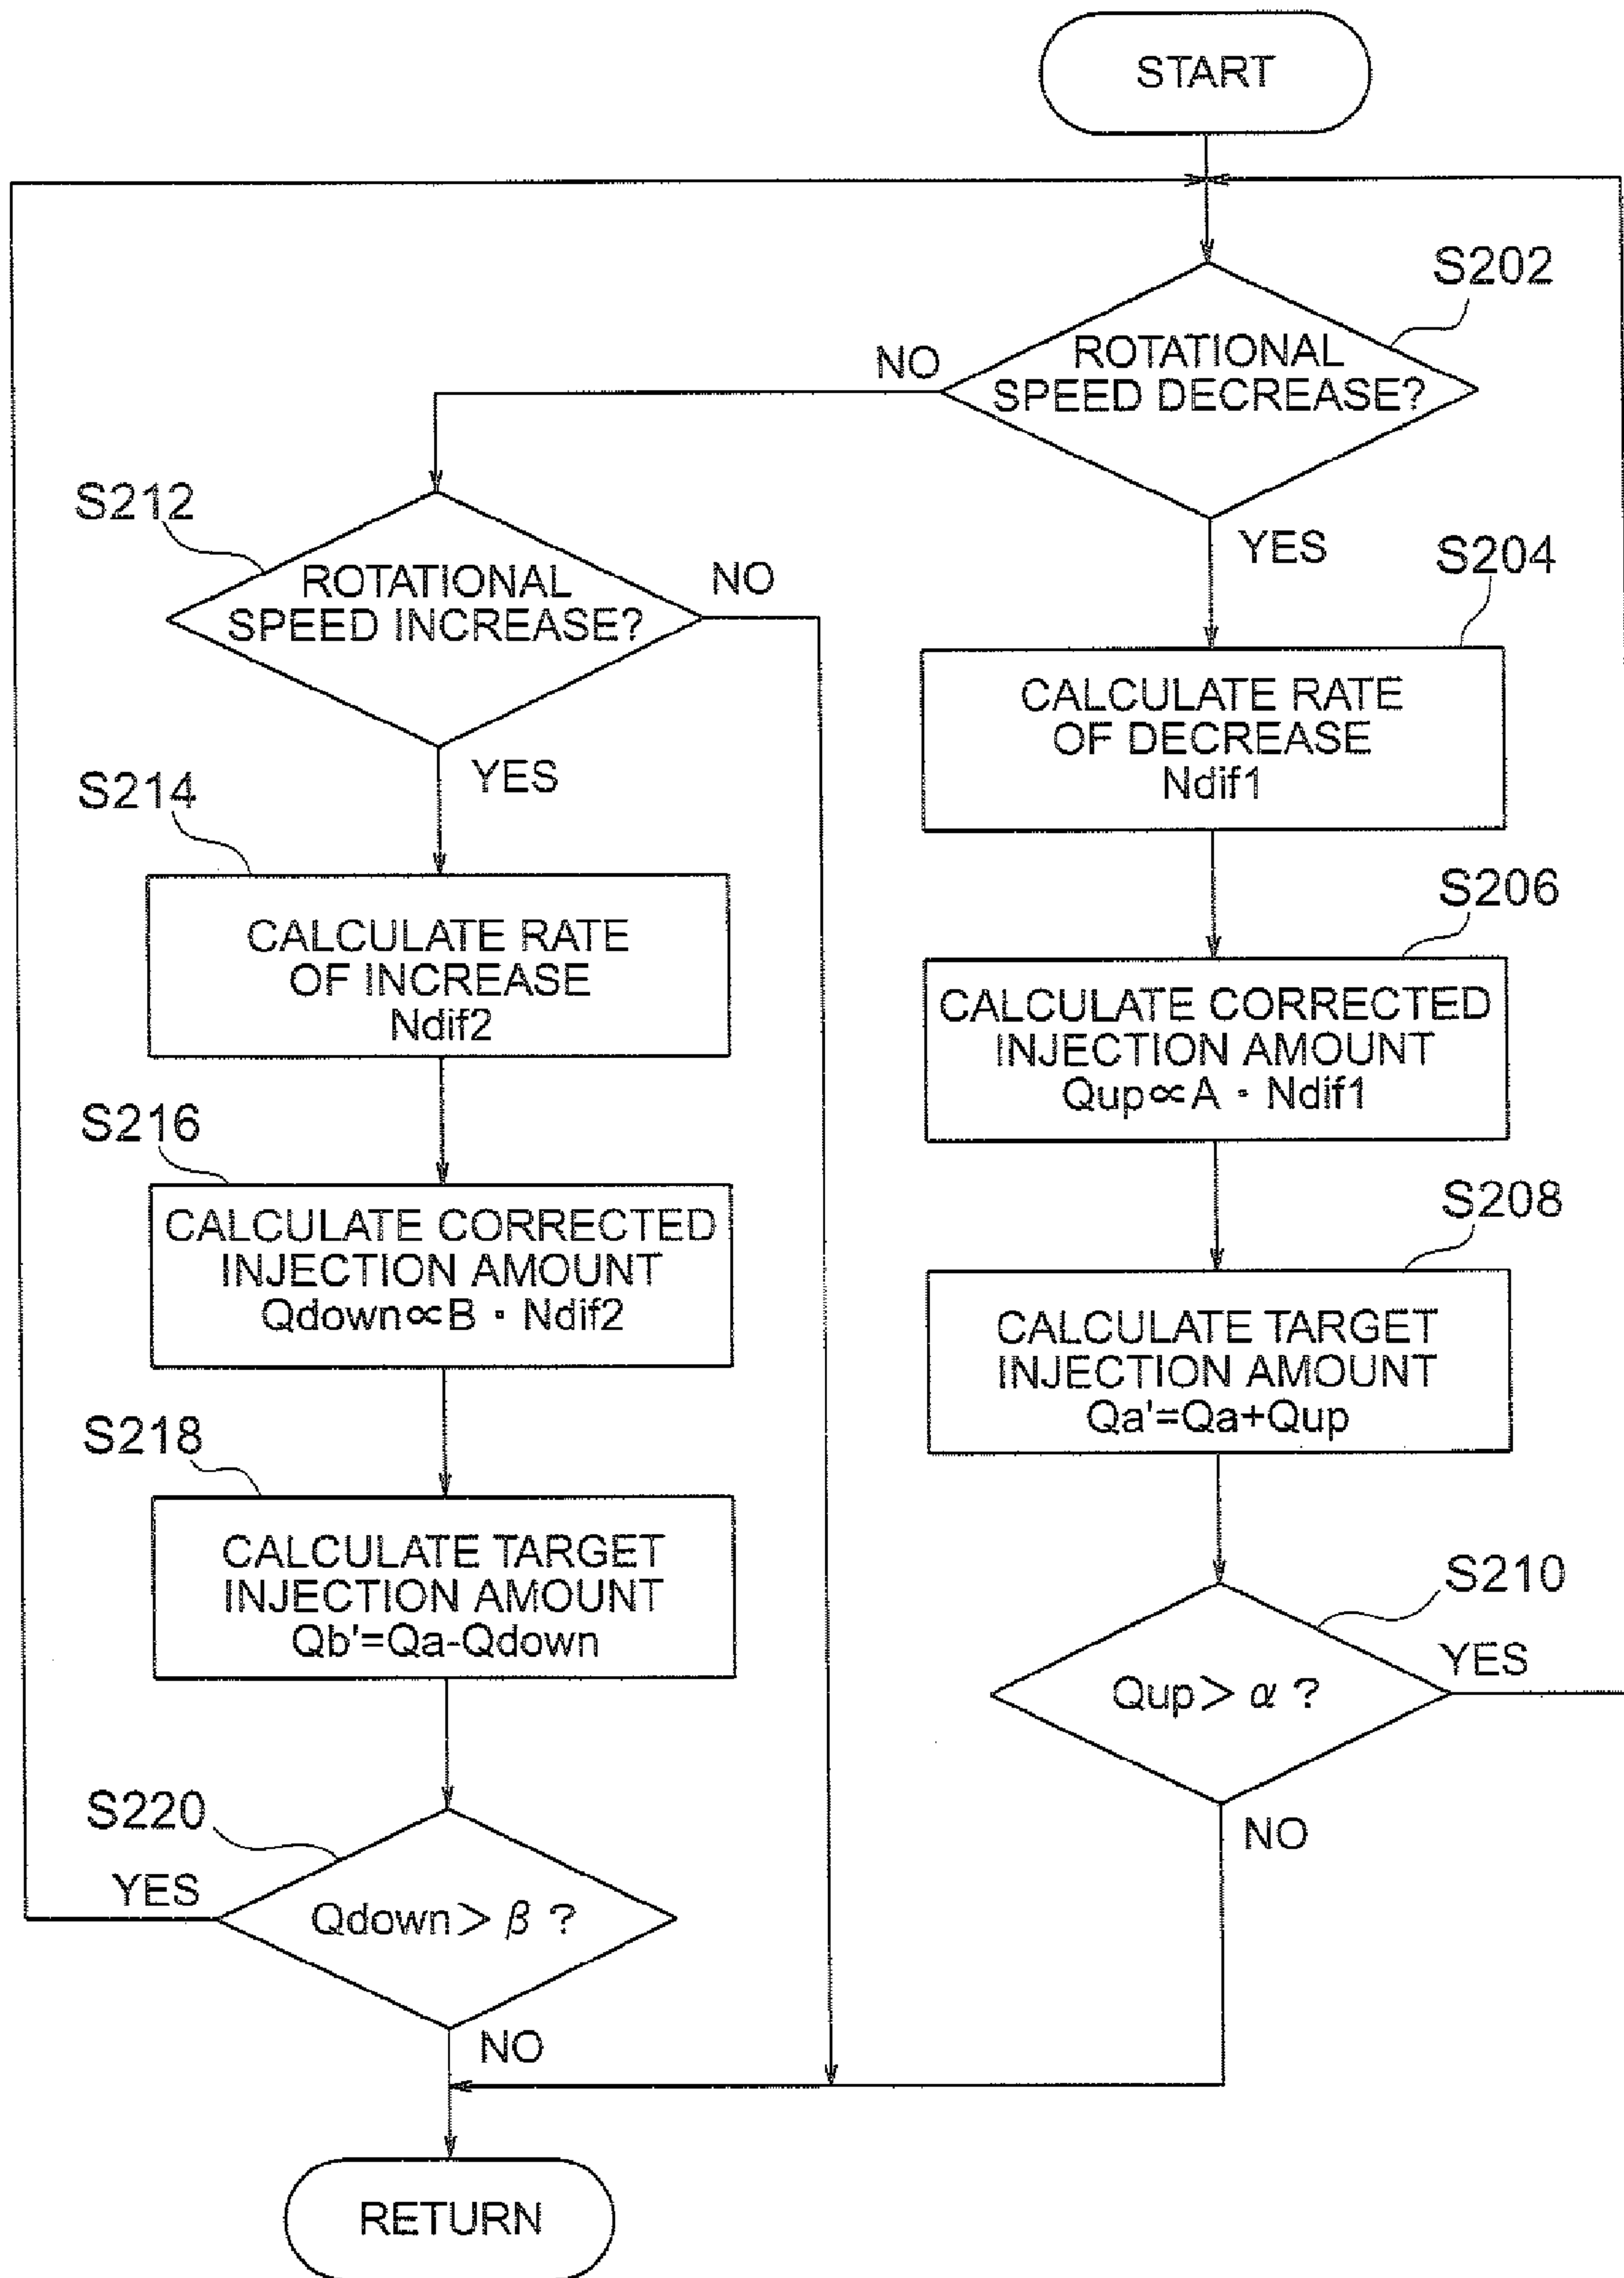 START
S202
ROTATIONAL
SPEED DECREASE?
NO
YES
S204
CALCULATE RATE
OF DECREASE
Ndif1
S206
CALCULATE CORRECTED
INJECTION AMOUNT
Qup∝A・Ndif1
S208
CALCULATE TARGET
INJECTION AMOUNT
Qa'=Qa+Qup
S210
Qup>α?
YES
NO
S212
ROTATIONAL
SPEED INCREASE?
NO
YES
S214
CALCULATE RATE
OF INCREASE
Ndif2
S216
CALCULATE CORRECTED
INJECTION AMOUNT
Qdown∝B・Ndif2
S218
CALCULATE TARGET
INJECTION AMOUNT
Qb'=Qa-Qdown
S220
Qdown>β?
YES
NO
RETURN